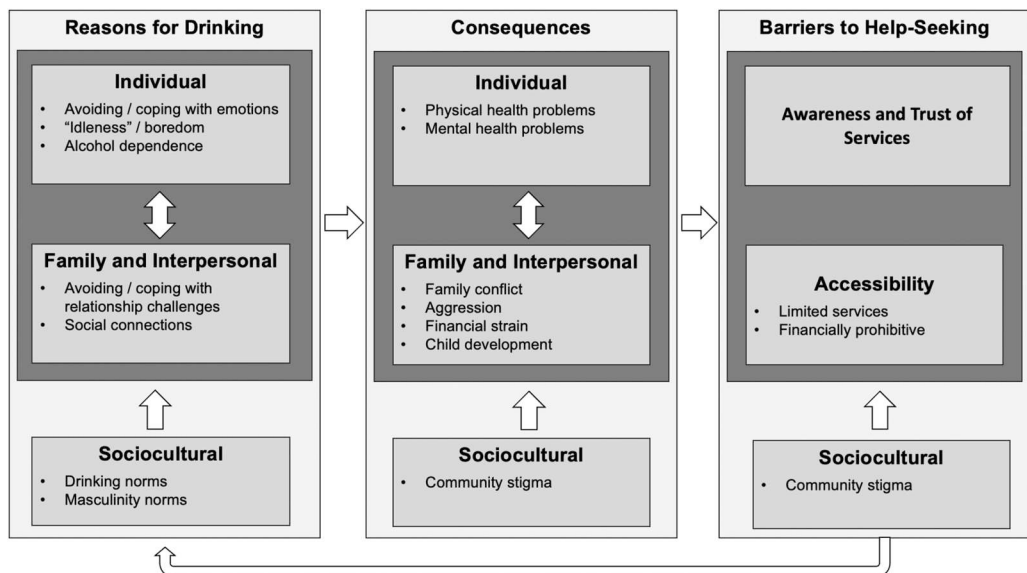 Reasons for Drinking
Individual
• Avoiding / coping with emotions
• “Idleness” / boredom
• Alcohol dependence
Family and Interpersonal
• Avoiding / coping with
relationship challenges
• Social connections
Sociocultural
• Drinking norms
• Masculinity norms
Consequences
Individual
• Physical health problems
• Mental health problems
Family and Interpersonal
• Family conflict
• Aggression
• Financial strain
• Child development
Sociocultural
• Community stigma
Barriers to Help-Seeking
Awareness and Trust of
Services
Accessibility
• Limited services
• Financially prohibitive
Sociocultural
• Community stigma